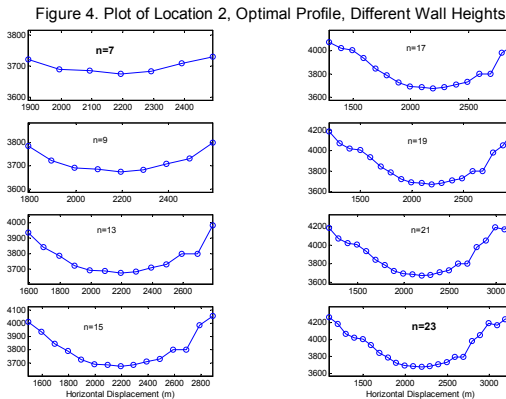 Figure 4. Plot of Location 2, Optimal Profile, Different Wall Heights
3800
3700
3600
n=7
1900 2000 2100 2200 2300 2400
3800
3700
3600
n=9
1800 2000 2200 2400
3900
3800
3700
n=13
1600 1800 2000 2200 2400 2600
4100
4000
3900
3800
3700
n=15
1600 1800 2000 2200 2400 2600 2800
Horizontal Displacement (m)
4000
3800
3600
n=17
1500 2000 2500
4200
4000
3800
3600
n=19
1500 2000 2500
4200
4000
3800
3600
n=21
1500 2000 2500 3000
4200
4000
3800
3600
n=23
1500 2000 2500 3000
Horizontal Displacement (m)